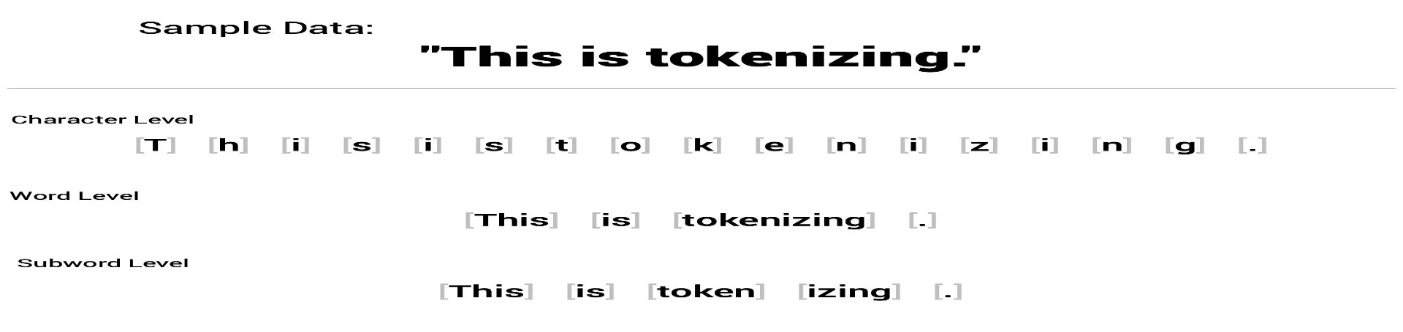 Sample Data:
"This is tokenizing."
Character Level
[T] [h] [i] [s] [i] [s] [t] [o] [k] [e] [n] [i] [z] [i] [n] [g] [.]
Word Level
[This] [is] [tokenizing] [.]
Subword Level
[This] [is] [token] [izing] [.]